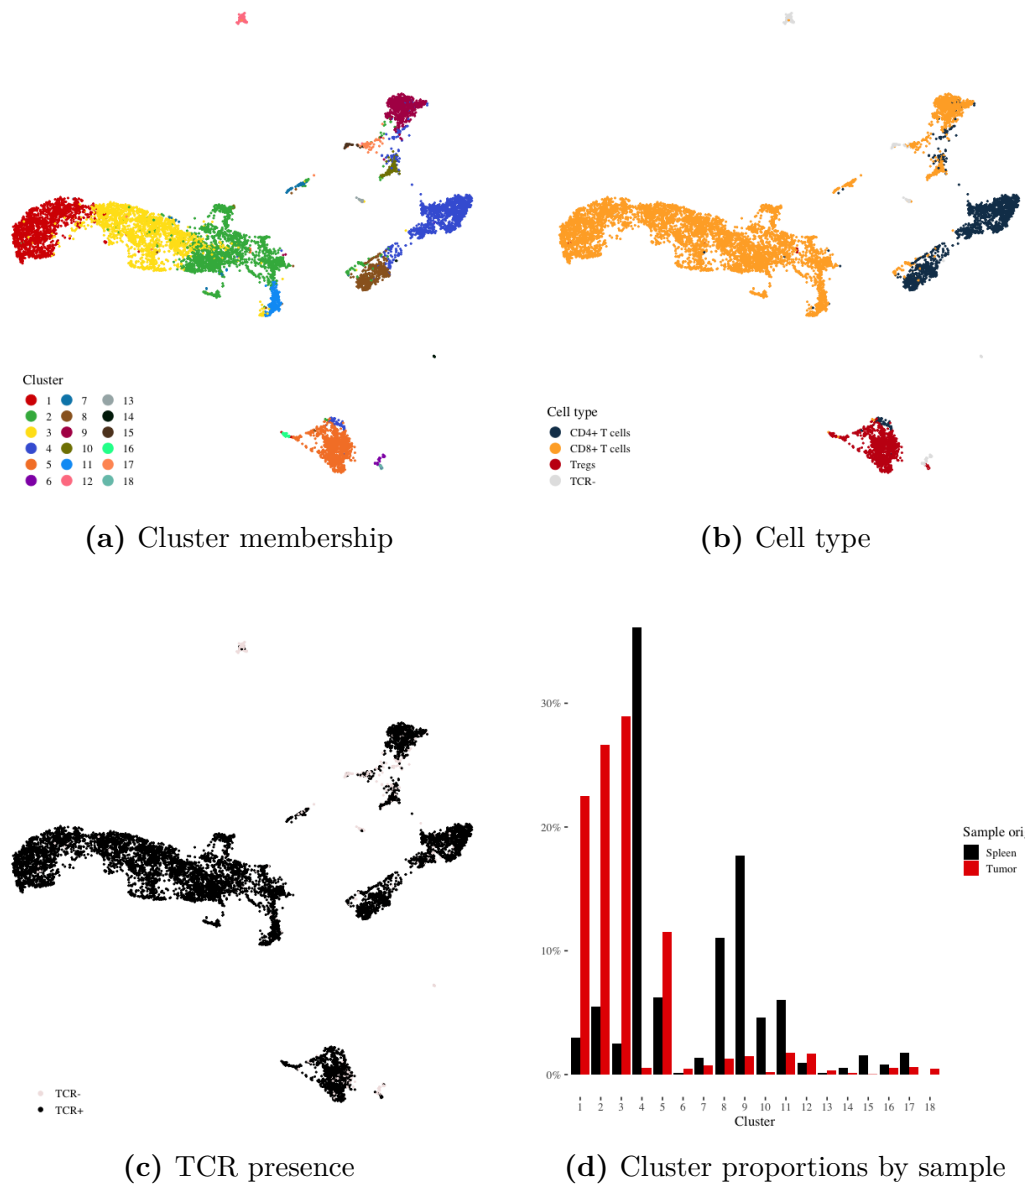 Cluster
1 7 13
2 8 14
3 9 15
4 10 16
5 11 17
6 12 18
(a) Cluster membership
Cell type
CD4+ T cells
CD8+ T cells
Tregs
TCR-
(b) Cell type
TCR-
TCR+
(c) TCR presence
30%
20%
10%
0%
1 2 3 4 5 6 7 8 9 10 11 12 13 14 15 16 17 18
Cluster
Sample ori
Spleen
Tumor
(d) Cluster proportions by sample